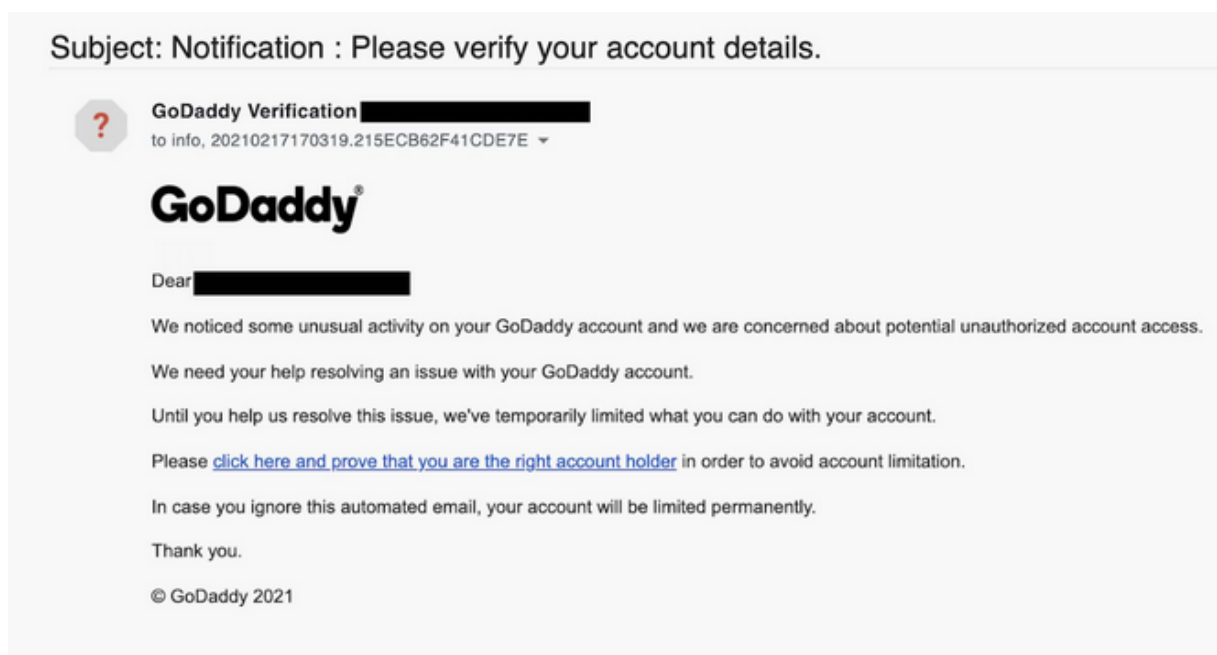 Subject: Notification : Please verify your account details.
?
GoDaddy Verification
to info, 20210217170319.215ECB62F41CDE7E
GoDaddy®
Dear
We noticed some unusual activity on your GoDaddy account and we are concerned about potential unauthorized account access.
We need your help resolving an issue with your GoDaddy account.
Until you help us resolve this issue, we've temporarily limited what you can do with your account.
Please click here and prove that you are the right account holder in order to avoid account limitation.
In case you ignore this automated email, your account will be limited permanently.
Thank you.
© GoDaddy 2021